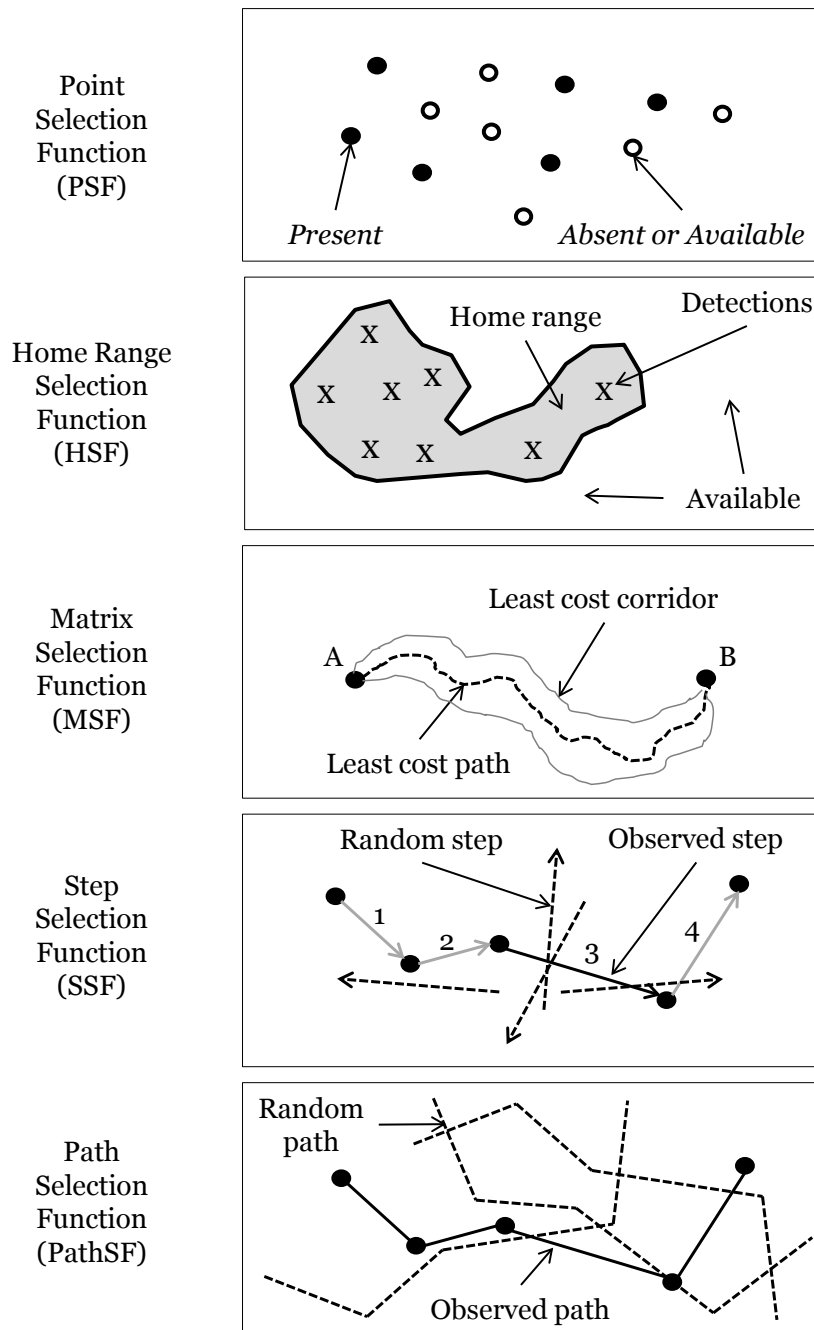 Point
Selection
Function
(PSF)
Present
Absent or Available
Home Range
Selection
Function
(HSF)
Home range
Detections
X
X
X
X
X
X
X
X
Available
Matrix
Selection
Function
(MSF)
Least cost corridor
A
B
Least cost path
Step
Selection
Function
(SSF)
Random step
Observed step
1
2
3
4
Path
Selection
Function
(PathSF)
Random
path
Observed path